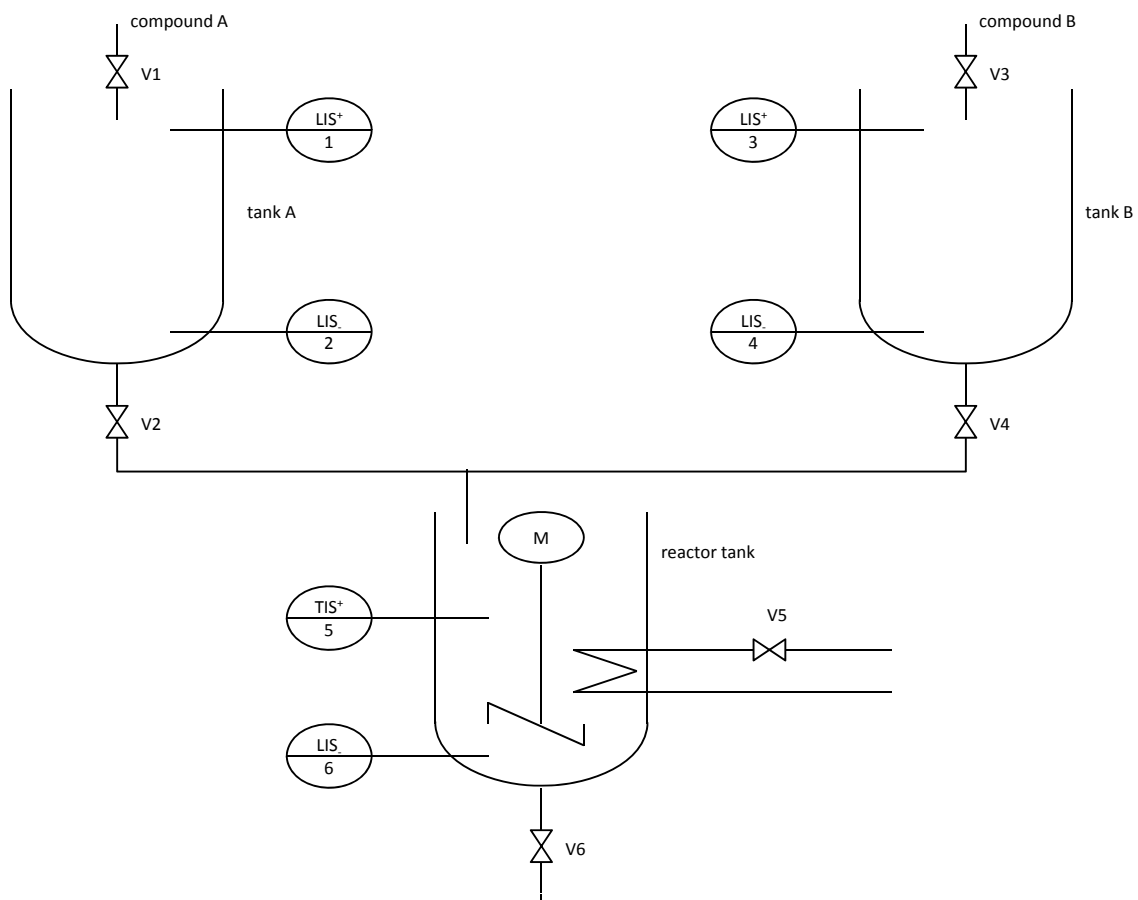 compound A
compound B
V1
V3
LIS⁺
1
LIS⁺
3
tank A
tank B
LIS₋
2
LIS₋
4
V2
V4
M
reactor tank
TIS⁺
5
V5
LIS₋
6
V6